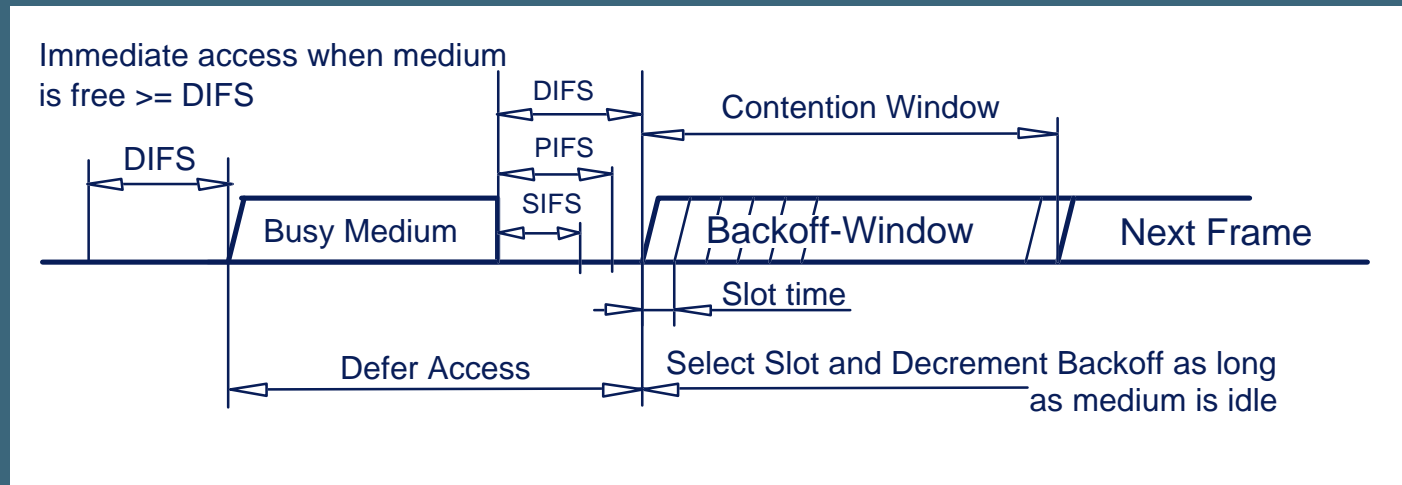 Immediate access when medium
is free >= DIFS
DIFS
DIFS
PIFS
SIFS
Contention Window
Busy Medium
Backoff-Window
Next Frame
Slot time
Defer Access
Select Slot and Decrement Backoff as long
as medium is idle